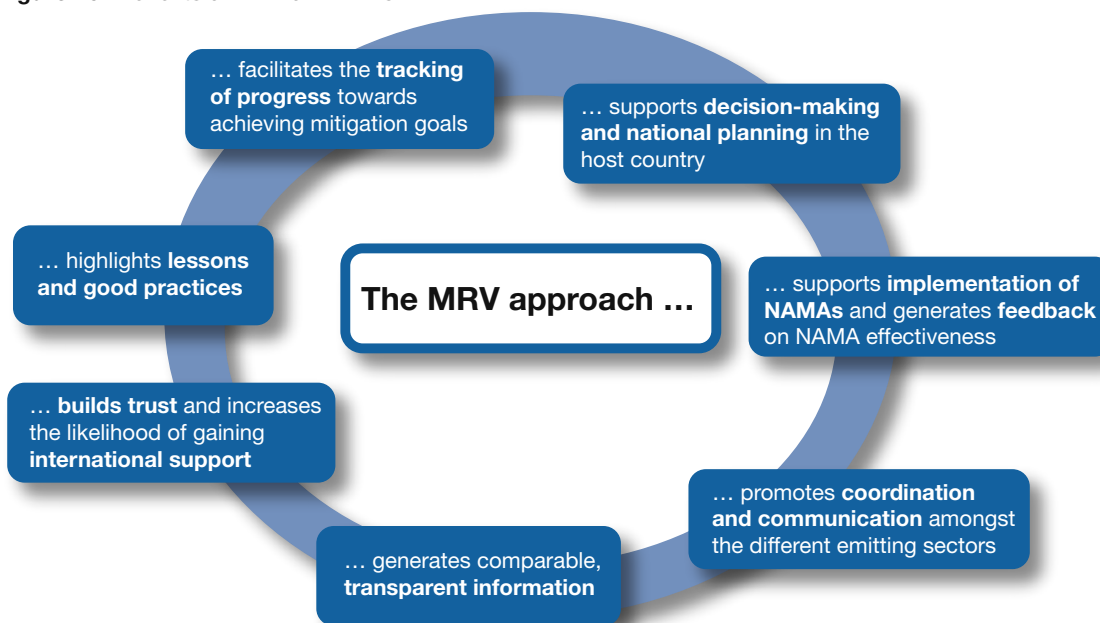 … facilitates the tracking
of progress towards
achieving mitigation goals
… supports decision-making
and national planning in the
host country
… highlights lessons
and good practices
The MRV approach …
… supports implementation of
NAMAs and generates feedback
on NAMA effectiveness
… builds trust and increases
the likelihood of gaining
international support
… promotes coordination
and communication amongst
the different emitting sectors
… generates comparable,
transparent information